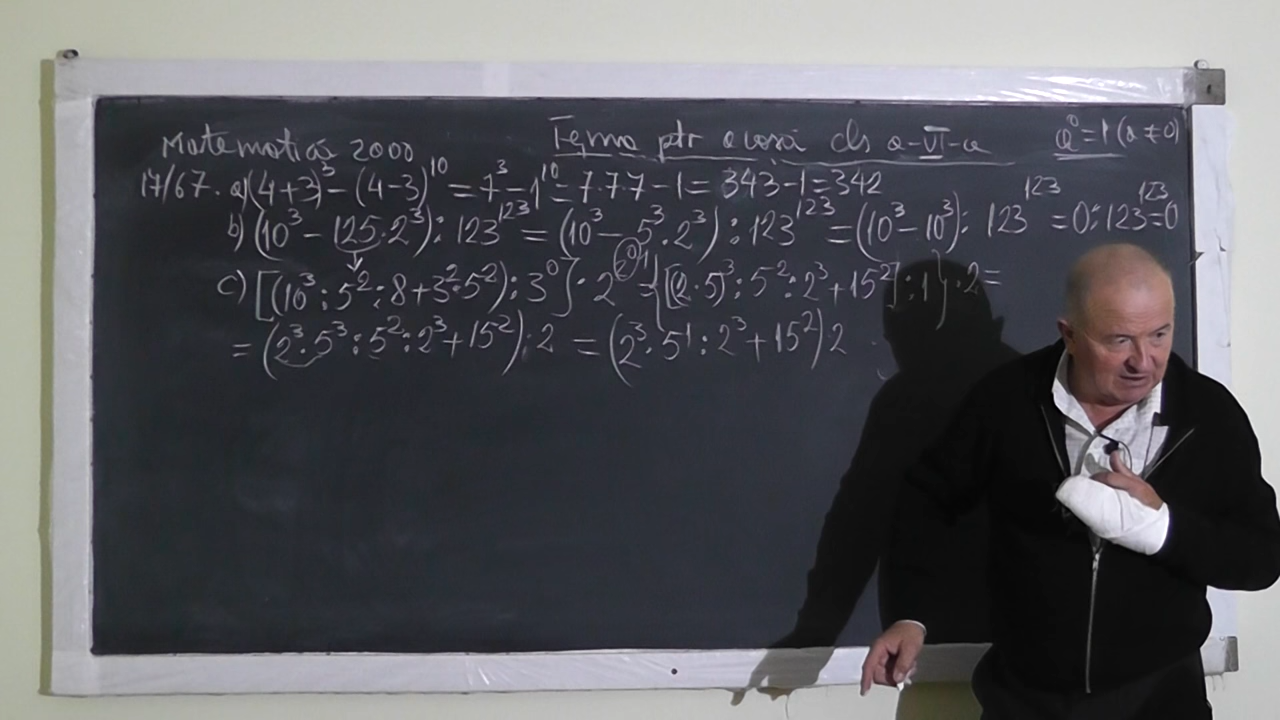 Matematica 2000 Tema ptr acasă cls a-VI-a a⁰=1 (a≠0)
17/67. a) (4+3)³-(4-3)¹⁰=7³-1¹⁰=7·7·7-1=343-1=342
b) (10³-125·2³):123¹²³=(10³-5³·2³):123¹²³=(10³-10³):123¹²³=0:123¹²³=0
c) [(10³:5²:8+3²·5²):3⁰]·2^2^0={[(2·5)³:5²:2³+15²]:1}·2=
=(2³·5³:5²:2³+15²)·2=(2³·5¹:2³+15²)2